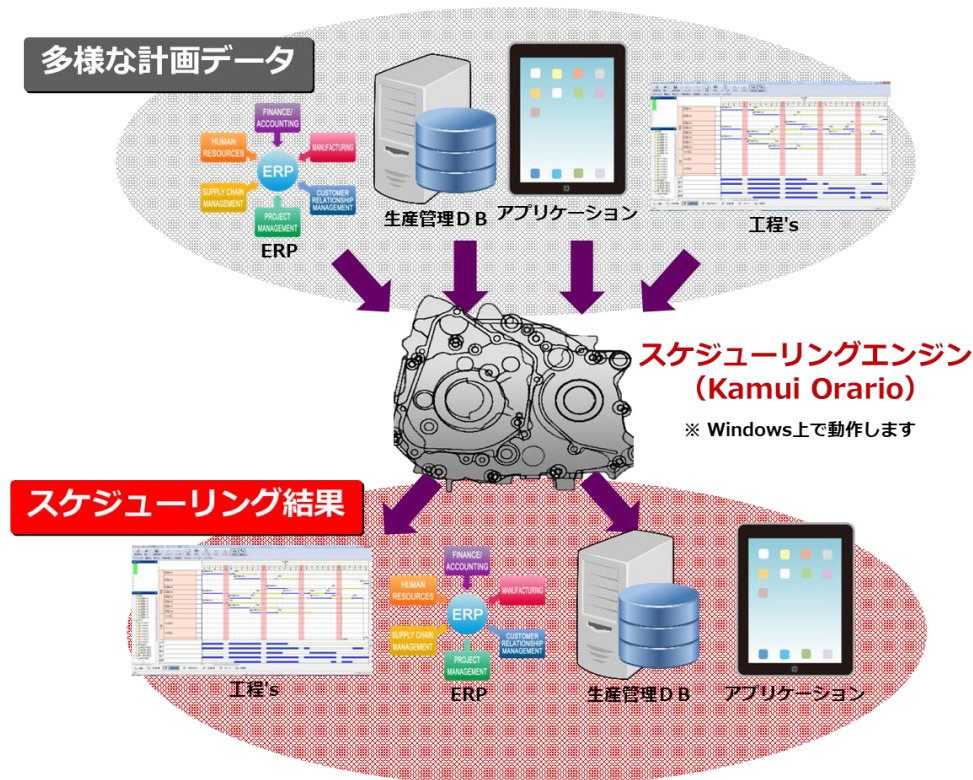 多様な計画データ
FINANCE/
ACCOUNTING
HUMAN
RESOURCES
MANUFACTURING
ERP
SUPPLY CHAIN
MANAGEMENT
CUSTOMER
RELATIONSHIP
MANAGEMENT
PROJECT
MANAGEMENT
ERP
生産管理ＤＢ
アプリケーション
工程's
スケジューリングエンジン
（Kamui Orario）
※ Windows上で動作します
スケジューリング結果
工程's
FINANCE/
ACCOUNTING
HUMAN
RESOURCES
MANUFACTURING
ERP
SUPPLY CHAIN
MANAGEMENT
CUSTOMER
RELATIONSHIP
MANAGEMENT
PROJECT
MANAGEMENT
ERP
生産管理ＤＢ
アプリケーション